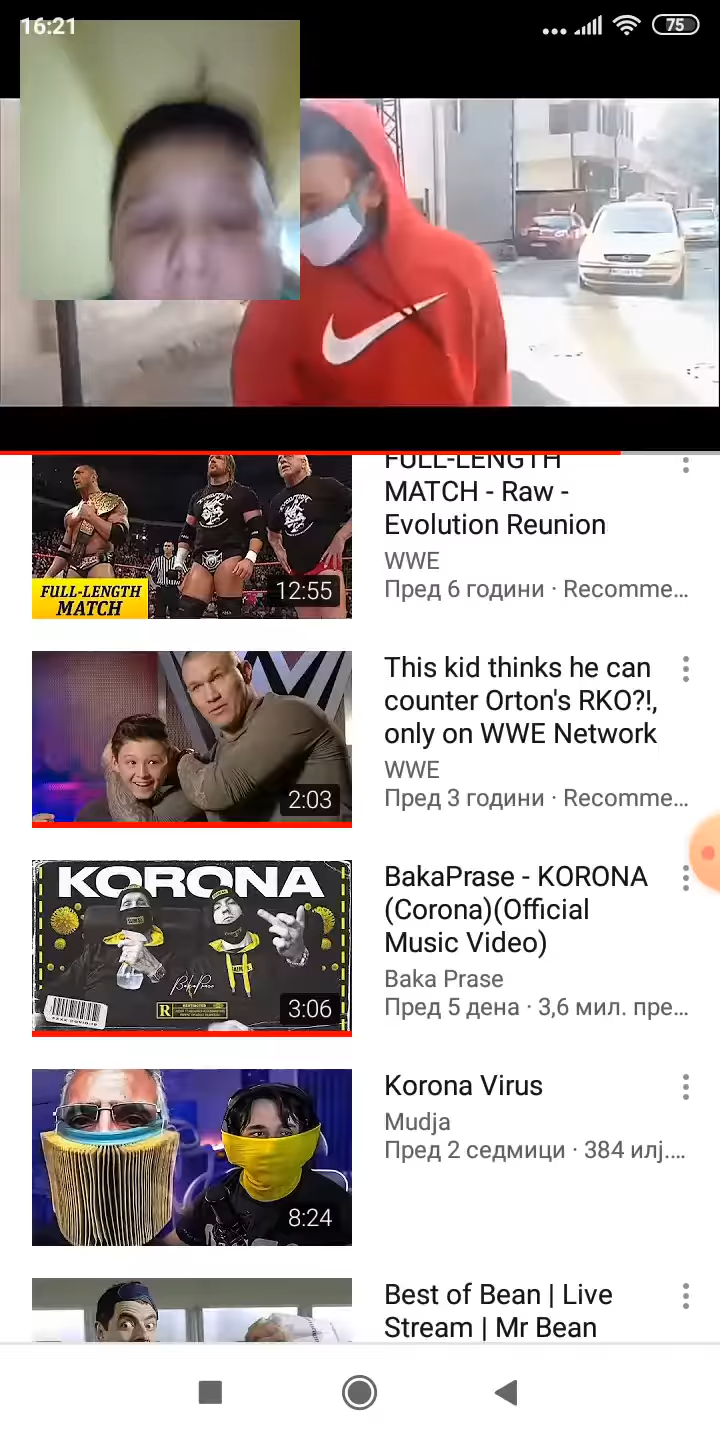 16:21
75
FULL-LENGTH
MATCH - Raw -
Evolution Reunion
WWE
Пред 6 години · Recomme...
FULL-LENGTH
MATCH
12:55
This kid thinks he can
counter Orton's RKO?!,
only on WWE Network
WWE
Пред 3 години · Recomme...
2:03
KORONA
BakaPrase
R
3:06
BakaPrase - KORONA
(Corona)(Official
Music Video)
Baka Prase
Пред 5 дена · 3,6 мил. пре...
Korona Virus
Mudja
Пред 2 седмици · 384 илј....
8:24
Best of Bean | Live
Stream | Mr Bean